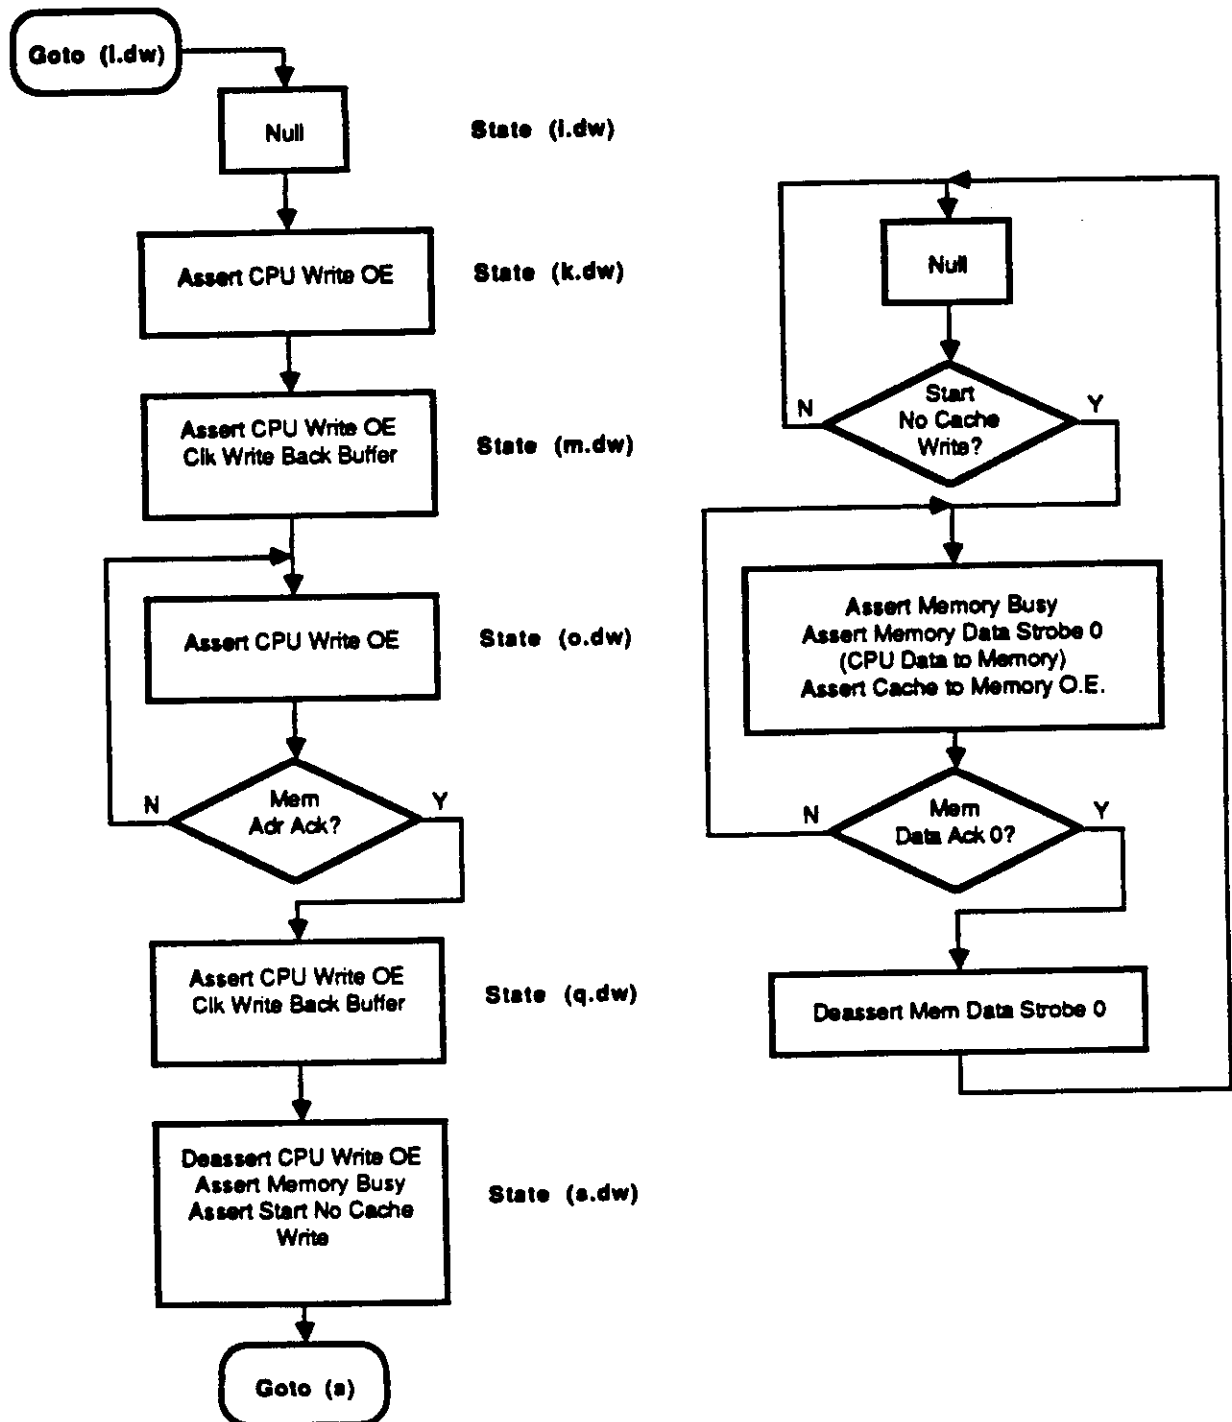 Goto (i.dw)
Null
State (i.dw)
Assert CPU Write OE
State (k.dw)
Assert CPU Write OE
Clk Write Back Buffer
State (m.dw)
Assert CPU Write OE
State (o.dw)
Mem
Adr Ack?
N
Y
Assert CPU Write OE
Clk Write Back Buffer
State (q.dw)
Deassert CPU Write OE
Assert Memory Busy
Assert Start No Cache
Write
State (s.dw)
Goto (a)
Null
Start
No Cache
Write?
N
Y
Assert Memory Busy
Assert Memory Data Strobe 0
(CPU Data to Memory)
Assert Cache to Memory O.E.
Mem
Data Ack 0?
N
Y
Deassert Mem Data Strobe 0